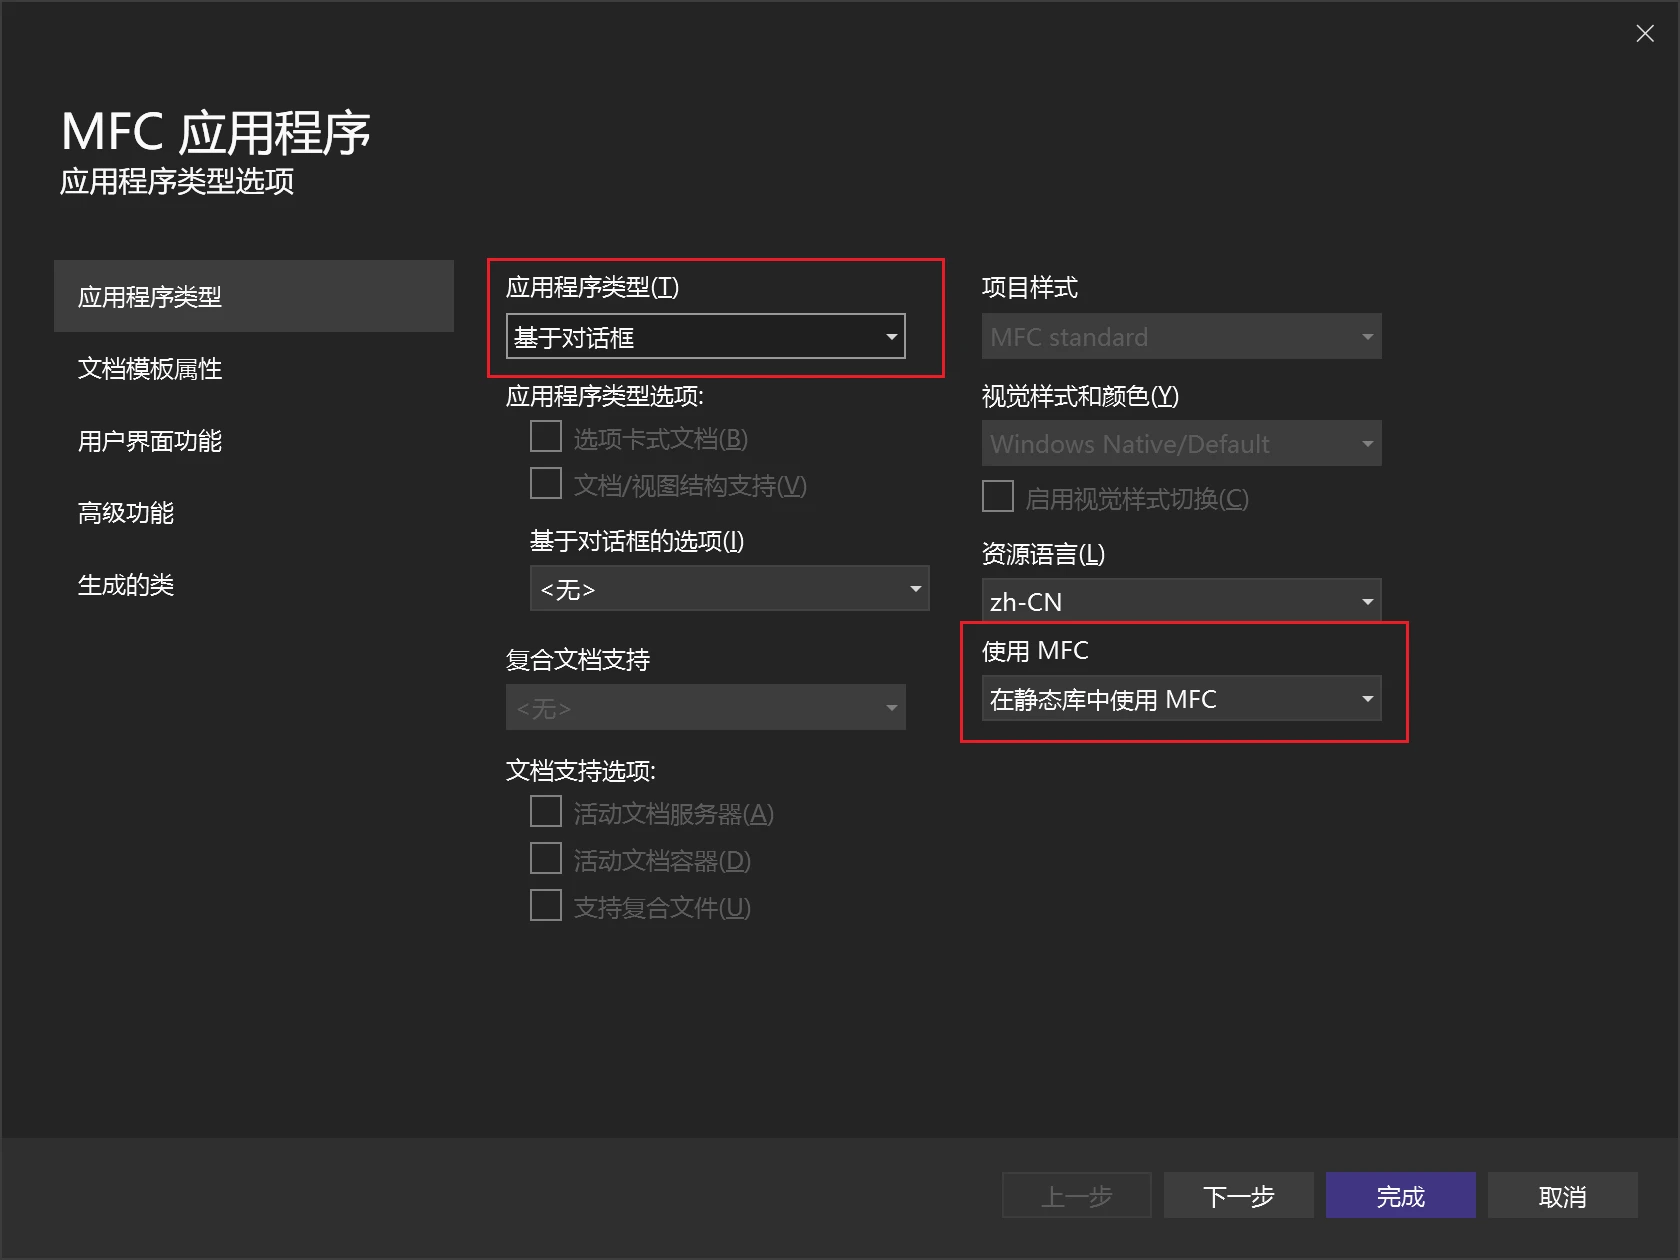 MFC 应用程序
应用程序类型选项
应用程序类型
文档模板属性
用户界面功能
高级功能
生成的类
应用程序类型(T)
基于对话框
应用程序类型选项:
选项卡式文档(B)
文档/视图结构支持(V)
基于对话框的选项(I)
<无>
复合文档支持
<无>
文档支持选项:
活动文档服务器(A)
活动文档容器(D)
支持复合文件(U)
项目样式
MFC standard
视觉样式和颜色(Y)
Windows Native/Default
启用视觉样式切换(C)
资源语言(L)
zh-CN
使用 MFC
在静态库中使用 MFC
上一步
下一步
完成
取消